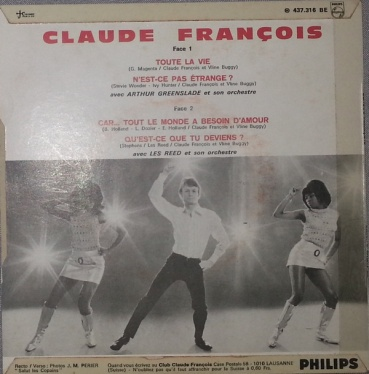 ℗ 437.316 BE
CLAUDE FRANÇOIS
Face 1
TOUTE LA VIE
(G. Magenta / Claude François et Vline Buggy)
N'EST-CE PAS ÉTRANGE ?
(Stevie Wonder - Ivy Hunter / Claude François et Vline Buggy)
avec ARTHUR GREENSLADE et son orchestre
Face 2
CAR... TOUT LE MONDE A BESOIN D'AMOUR
(B. Holland - L. Dozier - E. Holland / Claude François et Vline Buggy)
QU'EST-CE QUE TU DEVIENS ?
(Stephens / Les Reed / Claude François et Vline Buggy)
avec LES REED et son orchestre
Recto / Verso : Photos J. M. PERIER
"Salut les Copains"
Quand vous écrivez au Club Claude François Case Postale 58 - 1010 LAUSANNE
(Suisse) - N'oubliez pas qu'il faut affranchir pour la Suisse à 0,60 frs.
PHILIPS